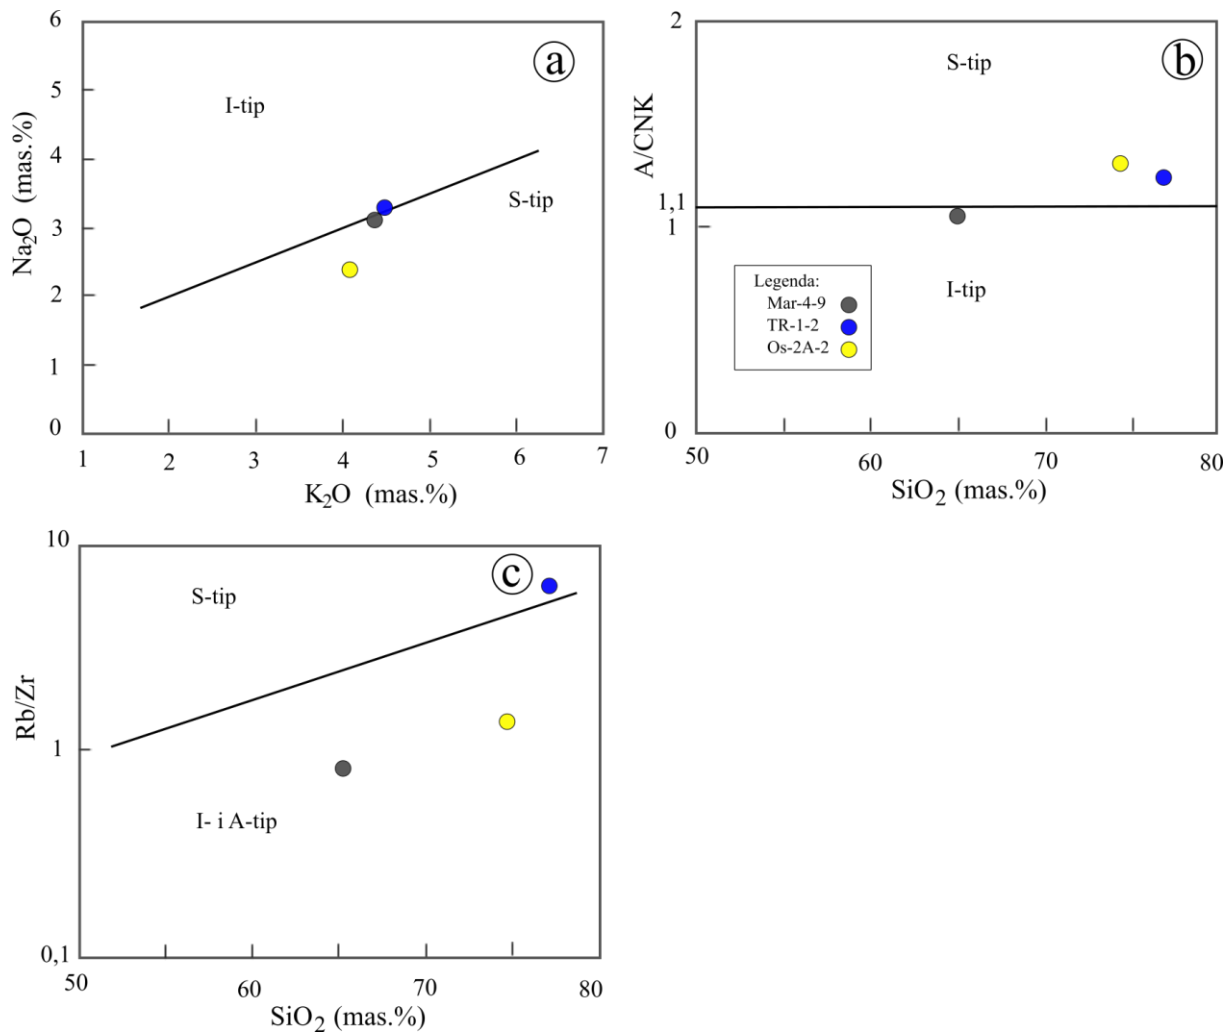 a
6
5
4
3
2
1
0
Na₂O (mas.%)
I-tip
S-tip
1 2 3 4 5 6 7
K₂O (mas.%)
b
2
1,1
1
0
A/CNK
S-tip
I-tip
Legenda:
Mar-4-9
TR-1-2
Os-2A-2
50 60 70 80
SiO₂ (mas.%)
c
10
1
0,1
Rb/Zr
S-tip
I- i A-tip
50 60 70 80
SiO₂ (mas.%)